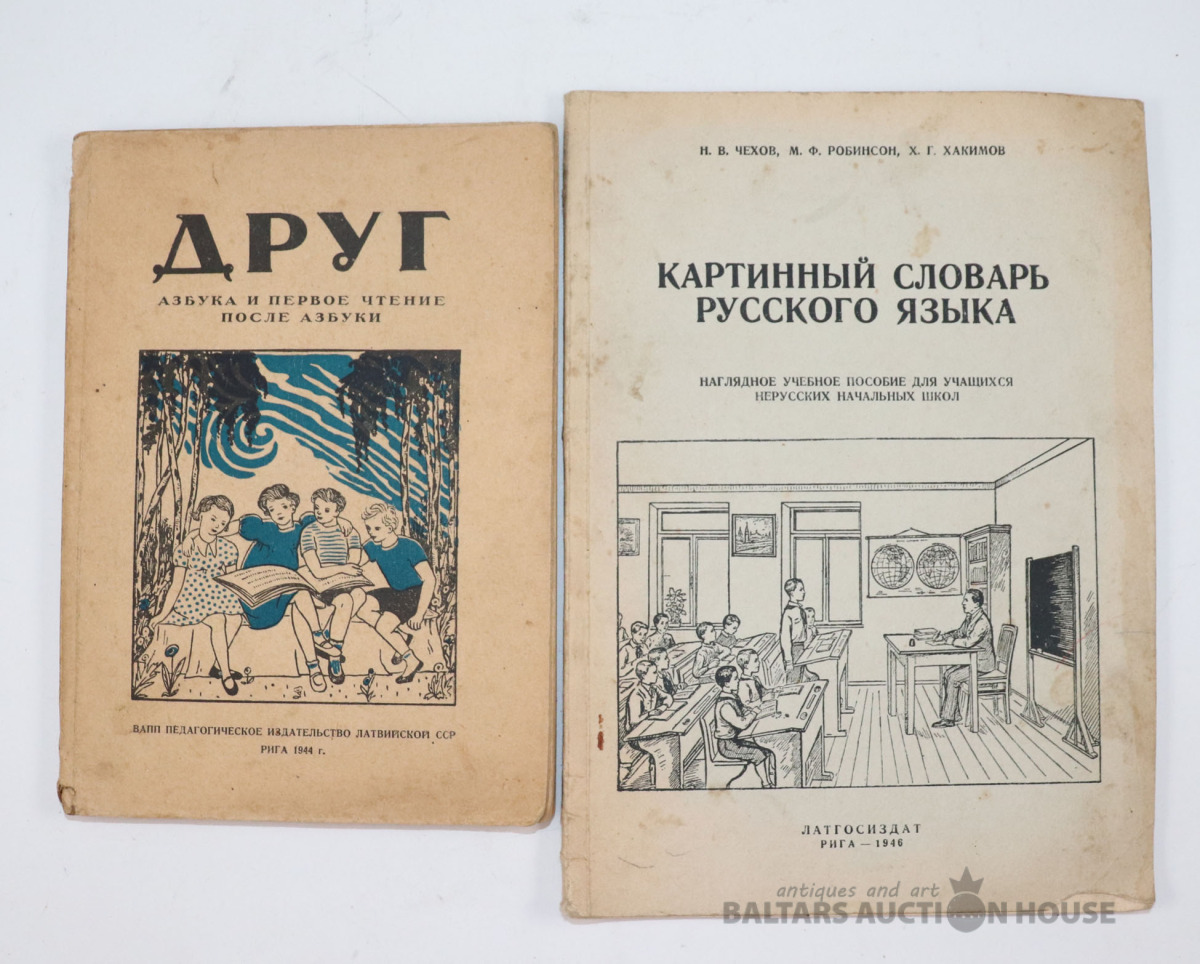 ДРУГ
АЗБУКА И ПЕРВОЕ ЧТЕНИЕ
ПОСЛЕ АЗБУКИ
ВАПП ПЕДАГОГИЧЕСКОЕ ИЗДАТЕЛЬСТВО ЛАТВИЙСКОЙ ССР
РИГА 1944 г.
Н. В. ЧЕХОВ, М. Ф. РОБИНСОН, Х. Г. ХАКИМОВ
КАРТИННЫЙ СЛОВАРЬ
РУССКОГО ЯЗЫКА
НАГЛЯДНОЕ УЧЕБНОЕ ПОСОБИЕ ДЛЯ УЧАЩИХСЯ
НЕРУССКИХ НАЧАЛЬНЫХ ШКОЛ
ЛАТГОСИЗДАТ
РИГА — 1946
antiques and art
BALTARS AUCTION HOUSE